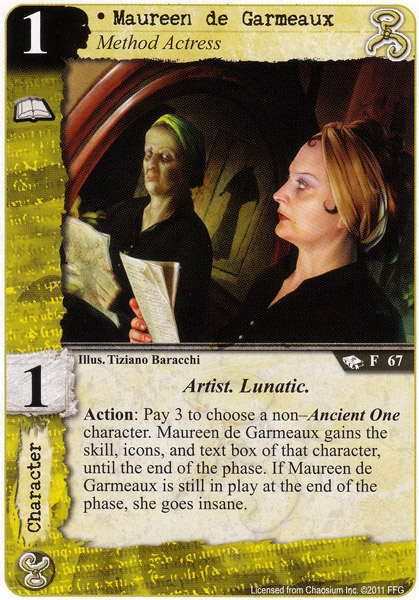 1
• Maureen de Garmeaux
Method Actress
Illus. Tiziano Baracchi
F 67
1
Artist. Lunatic.
Action: Pay 3 to choose a non–Ancient One
character. Maureen de Garmeaux gains the
skill, icons, and text box of that character,
until the end of the phase. If Maureen de
Garmeaux is still in play at the end of the
phase, she goes insane.
Character
Licensed from Chaosium Inc. ©2011 FFG